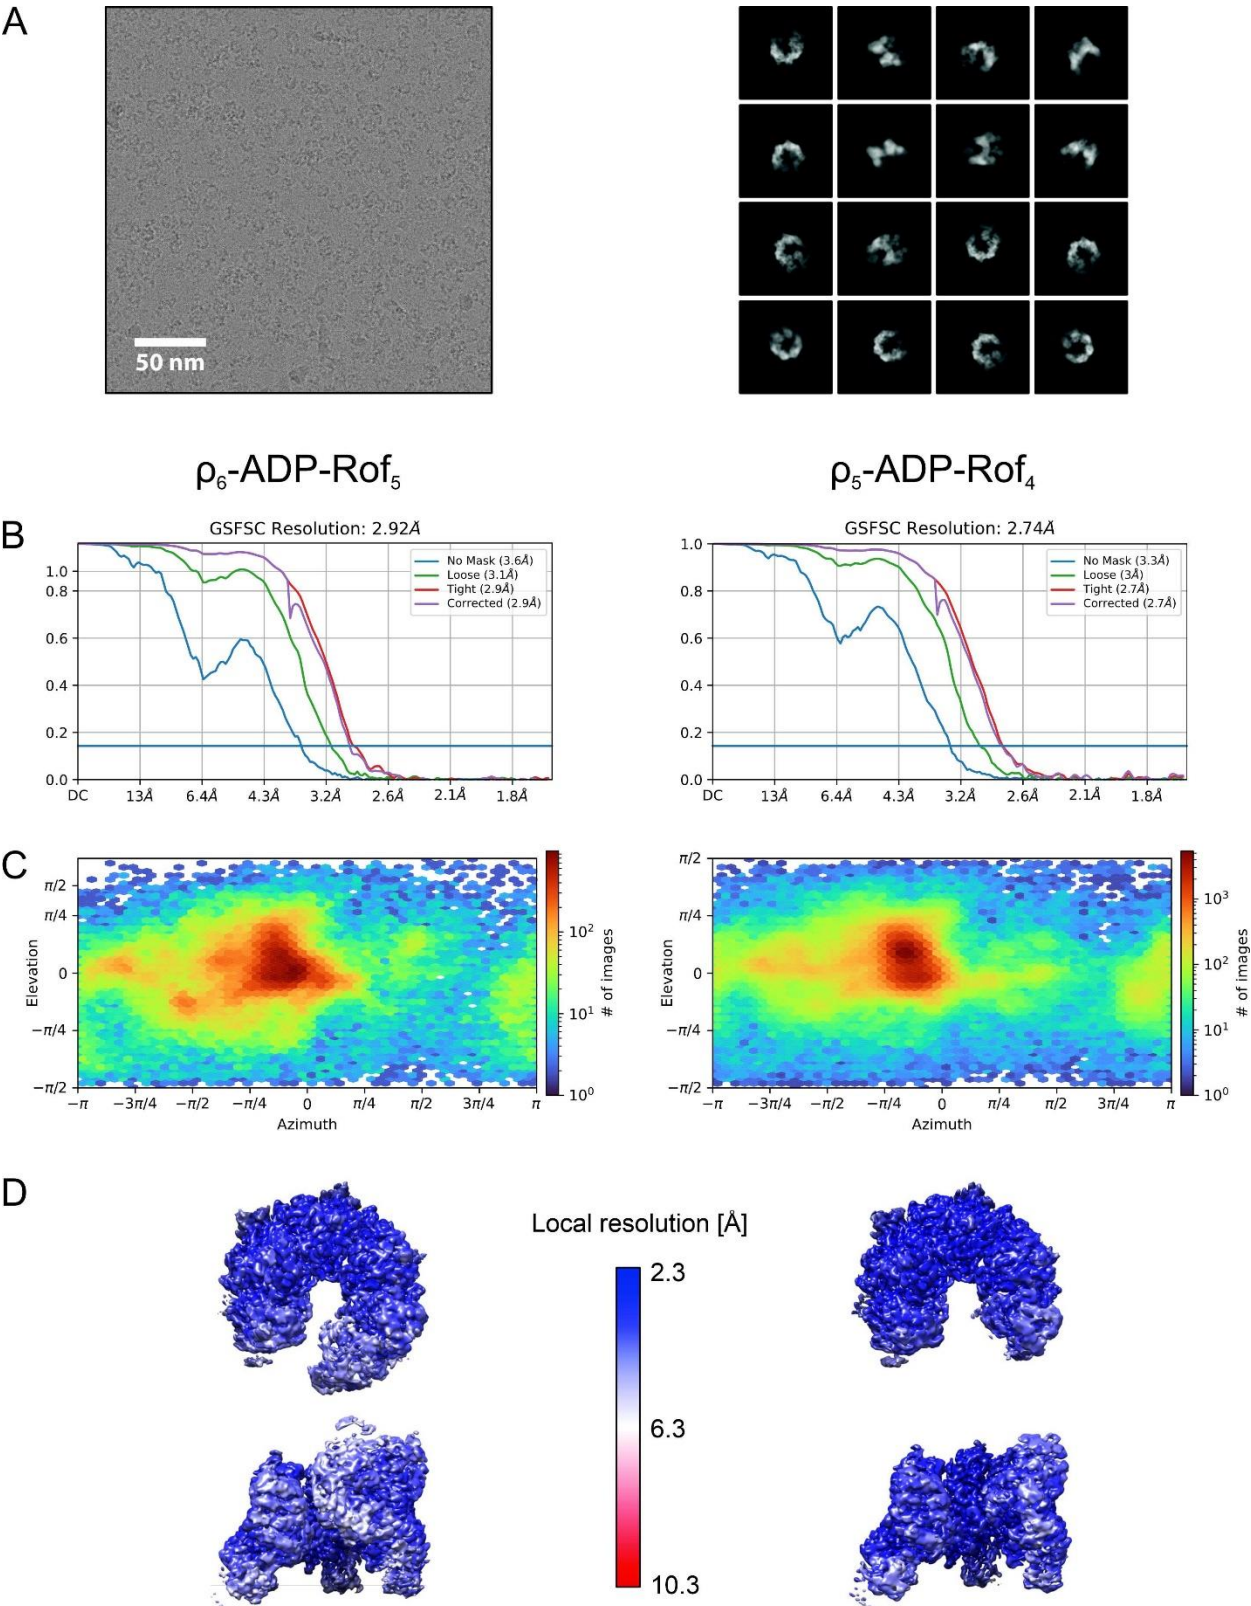 A
50 nm
ρ₆-ADP-Rof₅
ρ₅-ADP-Rof₄
B
GSFSC Resolution: 2.92Å
1.0
0.8
0.6
0.4
0.2
0.0
No Mask (3.6Å)
Loose (3.1Å)
Tight (2.9Å)
Corrected (2.9Å)
DC 13Å 6.4Å 4.3Å 3.2Å 2.6Å 2.1Å 1.8Å
GSFSC Resolution: 2.74Å
1.0
0.8
0.6
0.4
0.2
0.0
No Mask (3.3Å)
Loose (3Å)
Tight (2.7Å)
Corrected (2.7Å)
DC 13Å 6.4Å 4.3Å 3.2Å 2.6Å 2.1Å 1.8Å
C
Elevation
π/2
π/4
0
−π/4
−π/2
−π −3π/4 −π/2 −π/4 0 π/4 π/2 3π/4 π
Azimuth
10²
10¹
10⁰
# of images
Elevation
π/2
π/4
0
−π/4
−π/2
−π −3π/4 −π/2 −π/4 0 π/4 π/2 3π/4 π
Azimuth
10³
10²
10¹
10⁰
# of images
D
Local resolution [Å]
2.3
6.3
10.3